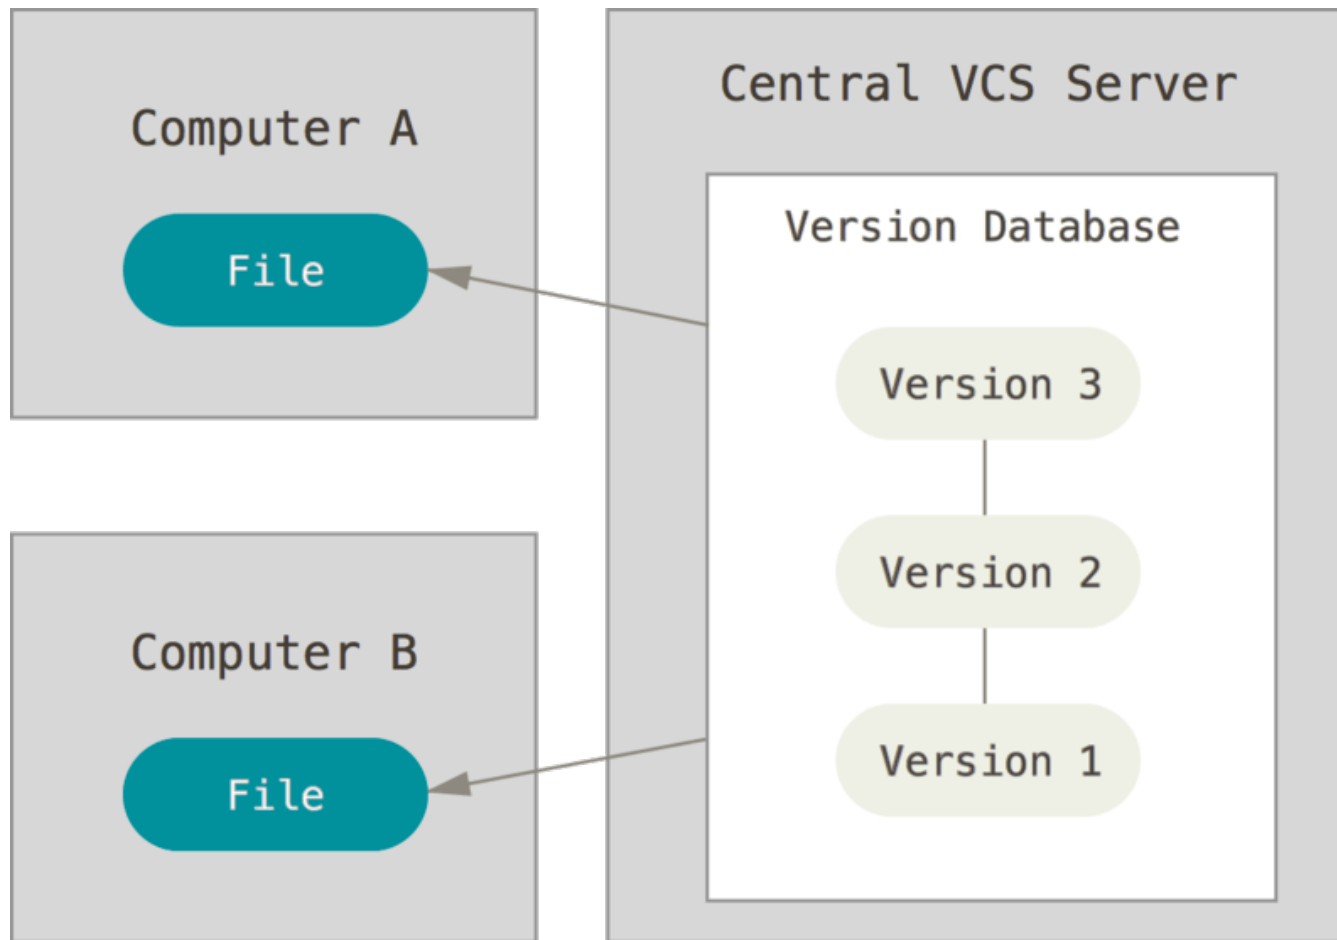 Computer A
File
Computer B
File
Central VCS Server
Version Database
Version 3
Version 2
Version 1